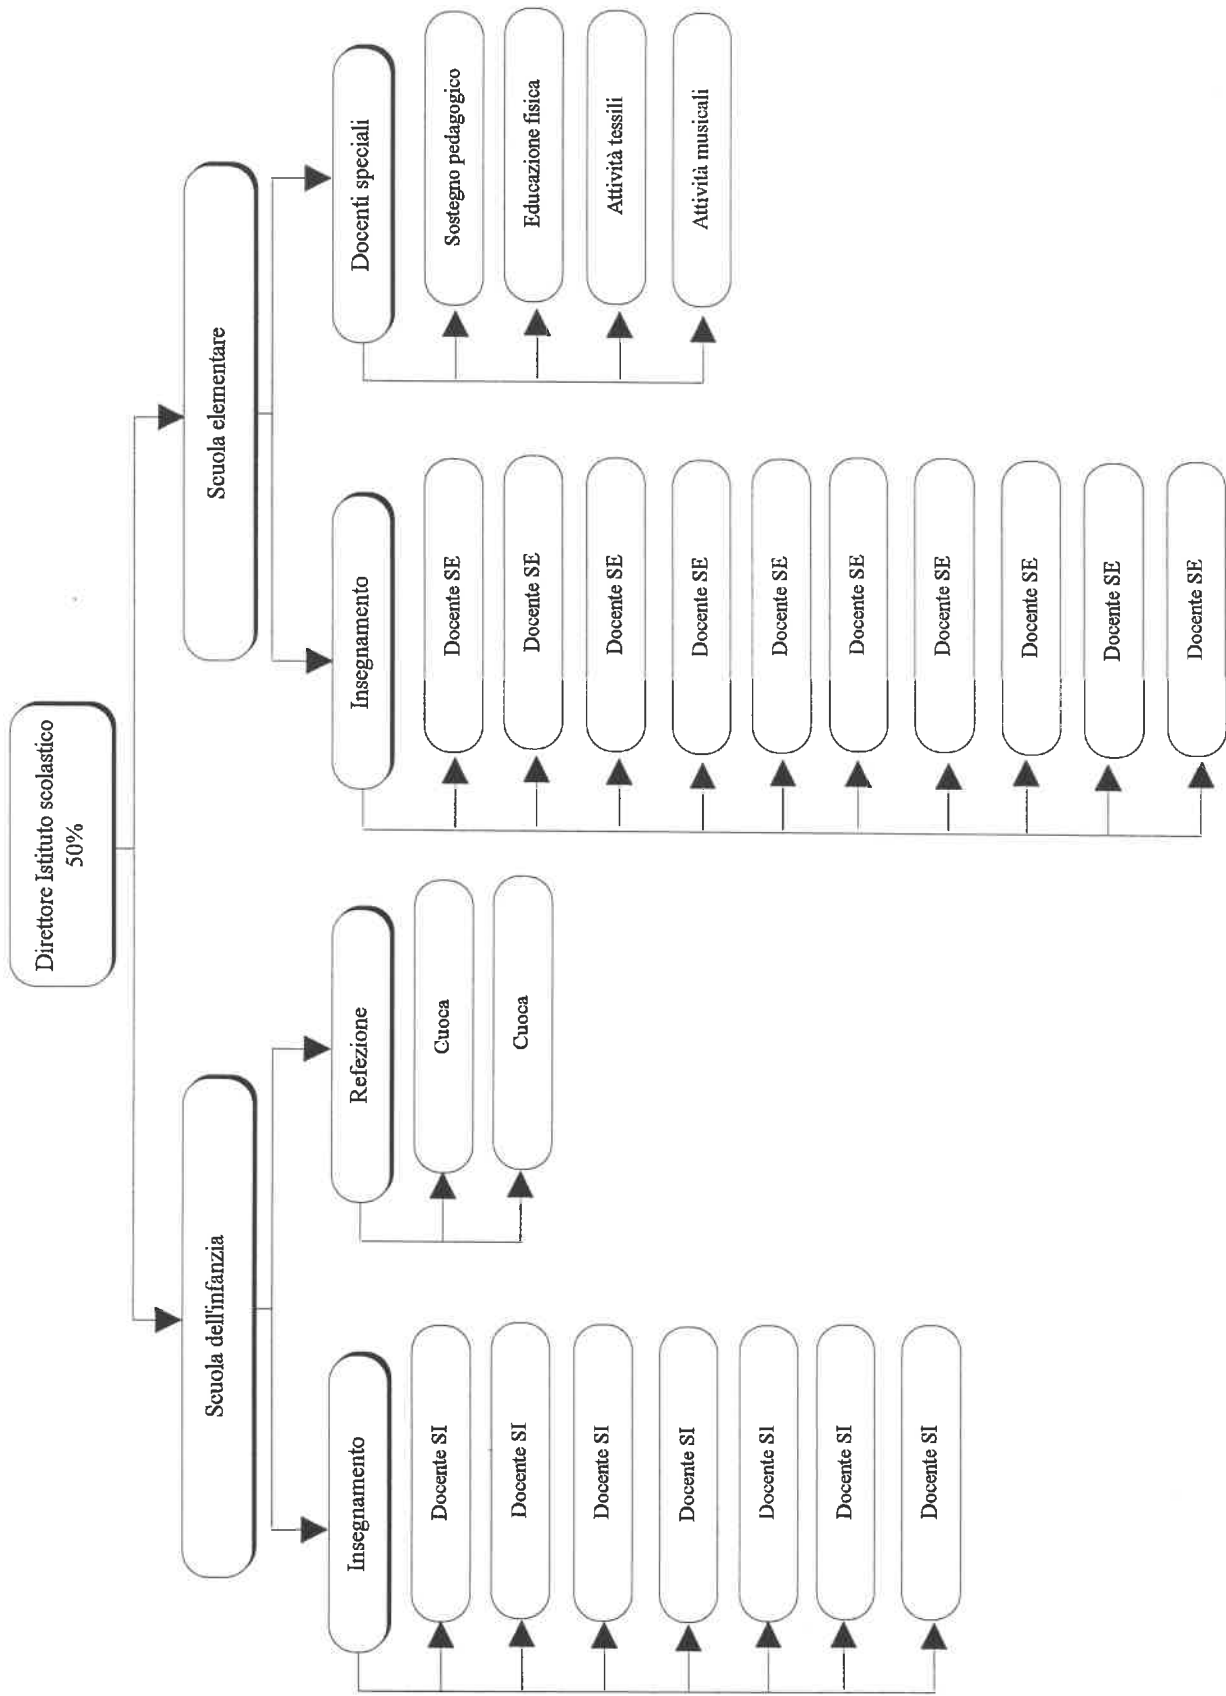 Direttore Istituto scolastico
50%
Scuola dell'infanzia
Scuola elementare
Insegnamento
Refezione
Insegnamento
Docenti speciali
Docente SI
Docente SI
Docente SI
Docente SI
Docente SI
Docente SI
Docente SI
Cuoca
Cuoca
Docente SE
Docente SE
Docente SE
Docente SE
Docente SE
Docente SE
Docente SE
Docente SE
Docente SE
Docente SE
Sostegno pedagogico
Educazione fisica
Attività tessili
Attività musicali